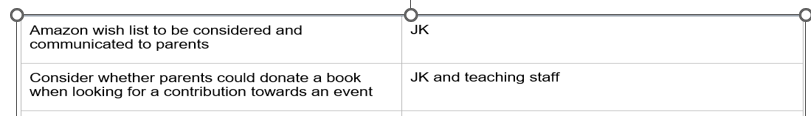 Amazon wish list to be considered and
communicated to parents
JK
Consider whether parents could donate a book
when looking for a contribution towards an event
JK and teaching staff